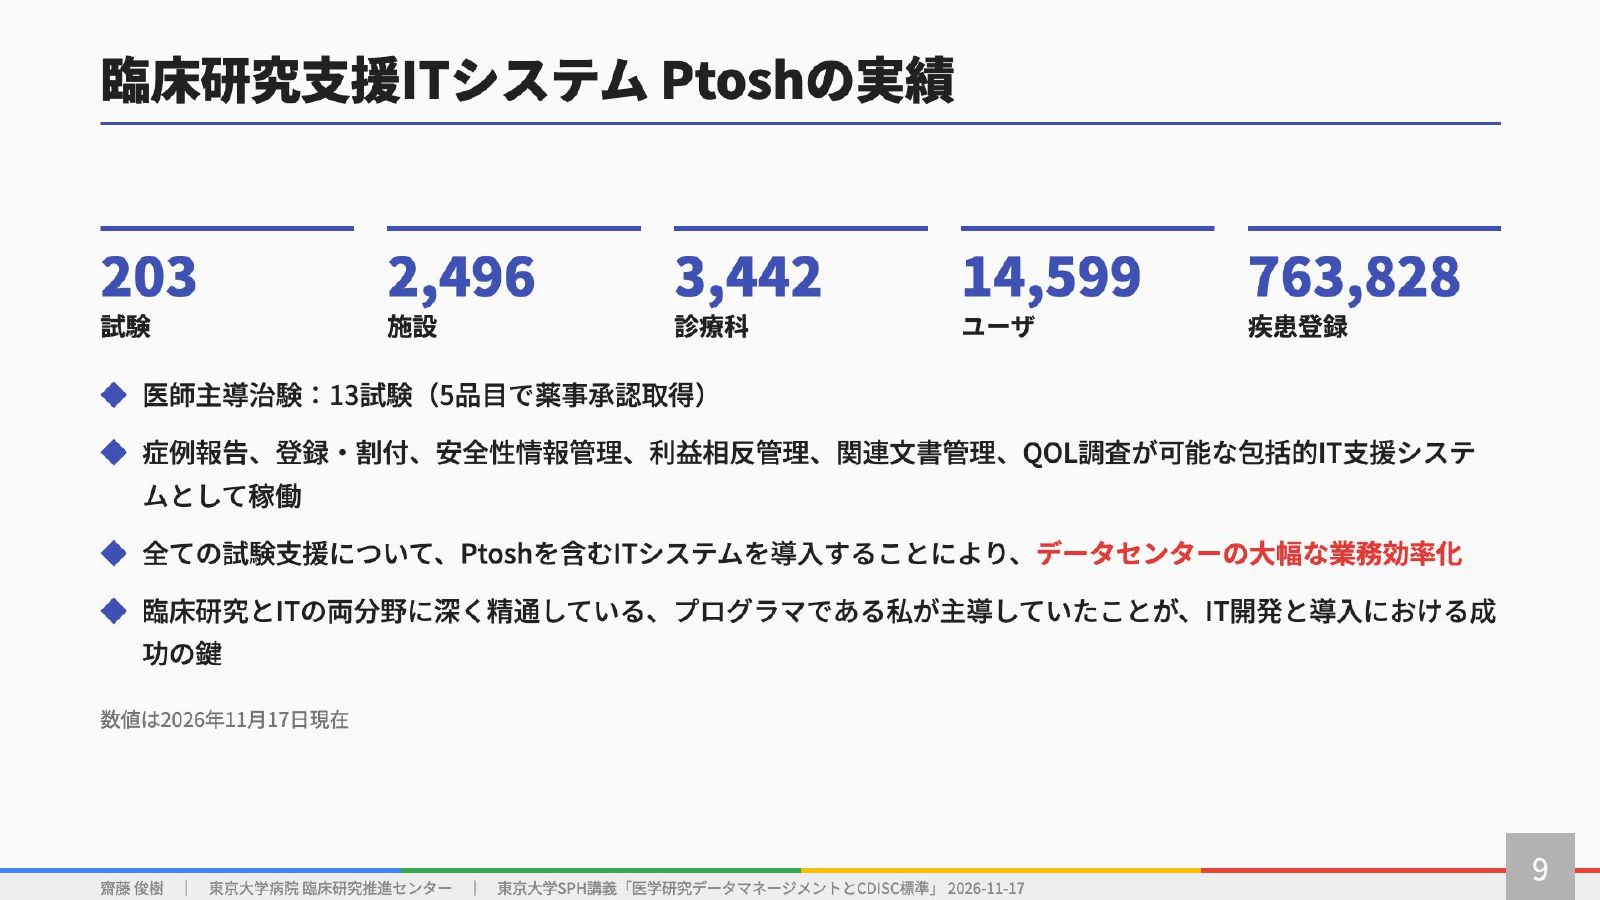 臨床研究支援ITシステム Ptoshの実績
203
試験
2,496
施設
3,442
診療科
14,599
ユーザ
763,828
疾患登録
医師主導治験：13試験（5品目で薬事承認取得）
症例報告、登録・割付、安全性情報管理、利益相反管理、関連文書管理、QOL調査が可能な包括的IT支援システ
ムとして稼働
全ての試験支援について、Ptoshを含むITシステムを導入することにより、データセンターの大幅な業務効率化
臨床研究とITの両分野に深く精通している、プログラマである私が主導していたことが、IT開発と導入における成
功の鍵
数値は2026年11月17日現在
齋藤 俊樹 | 東京大学病院 臨床研究推進センター | 東京大学SPH講義「医学研究データマネージメントとCDISC標準」 2026-11-17
9